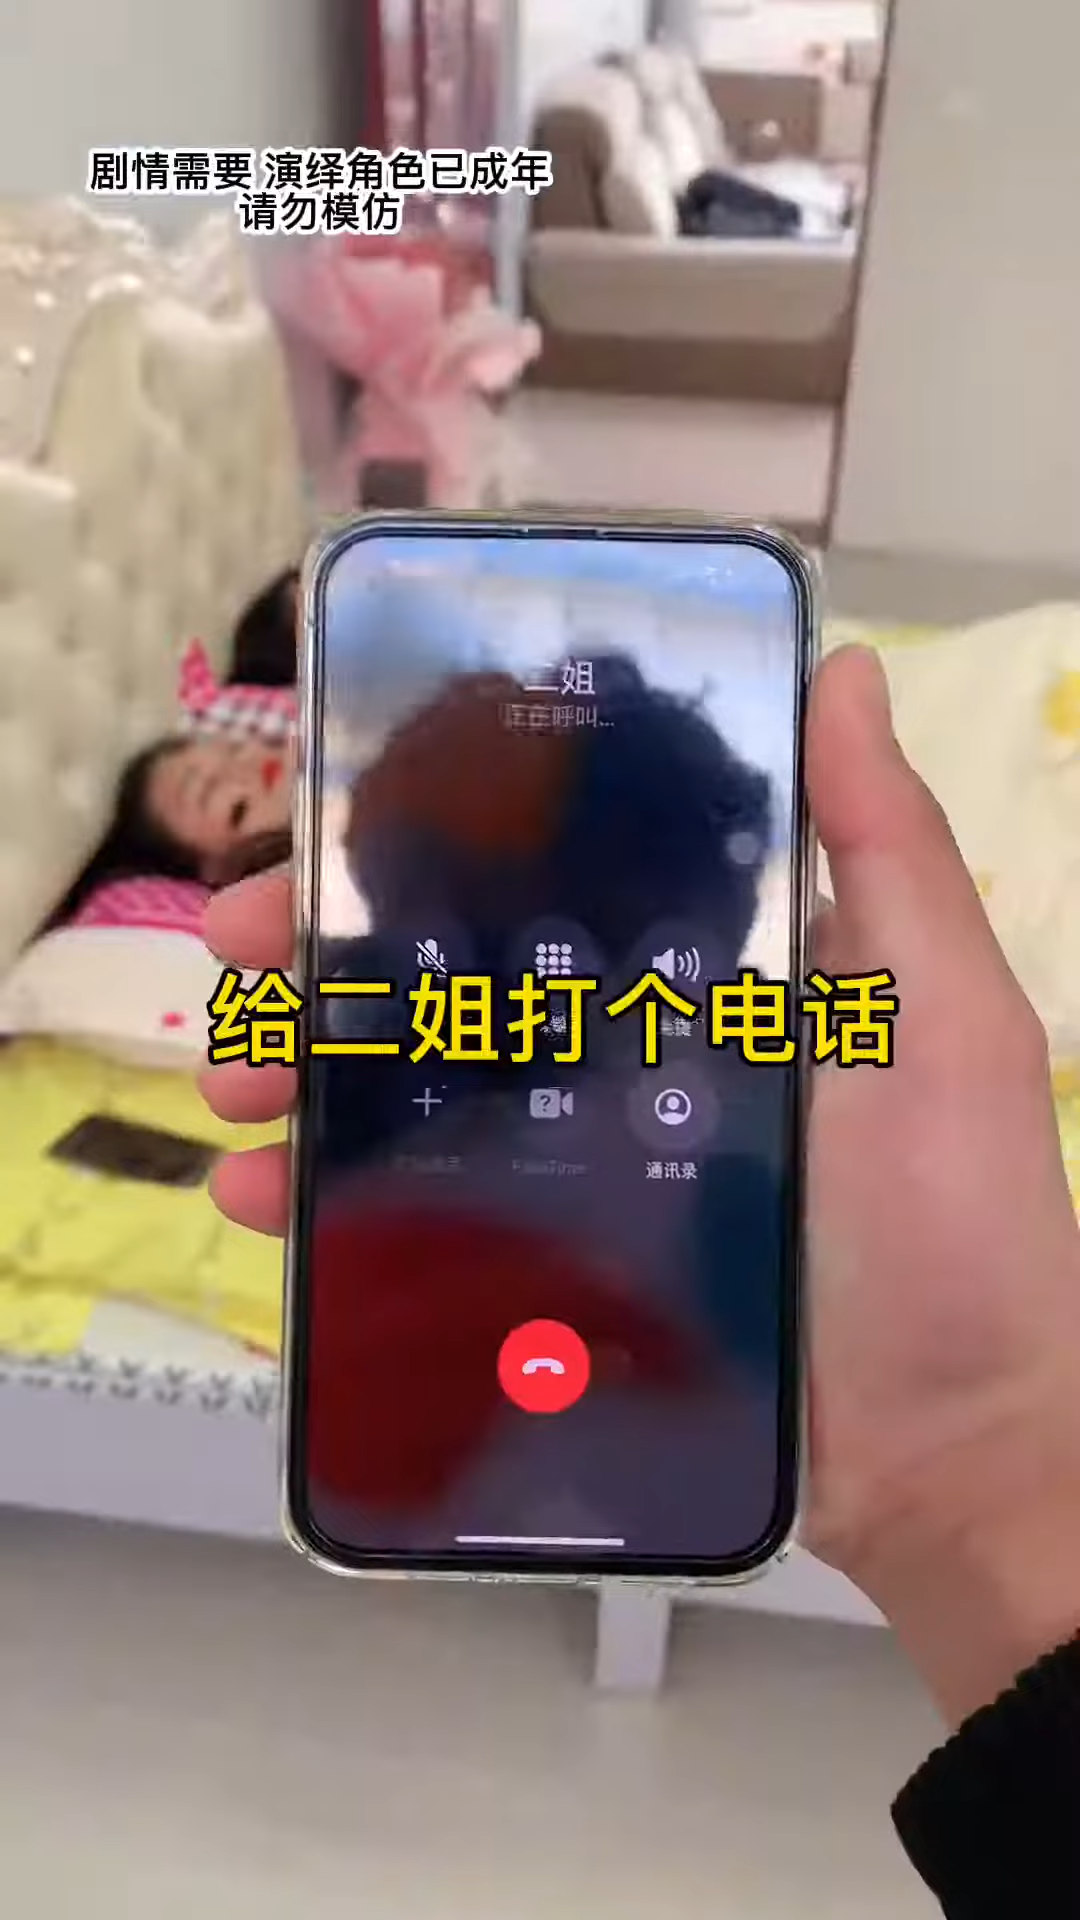 剧情需要 演绎角色已成年
请勿模仿
二姐
正在呼叫...
给二姐打个电话
FaceTime
通讯录